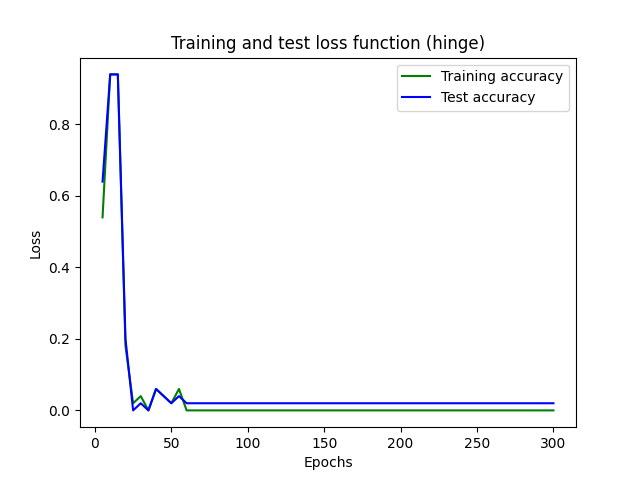 Training and test loss function (hinge)
Training accuracy
Test accuracy
0.8
0.6
0.4
0.2
0.0
Loss
0
50
100
150
200
250
300
Epochs